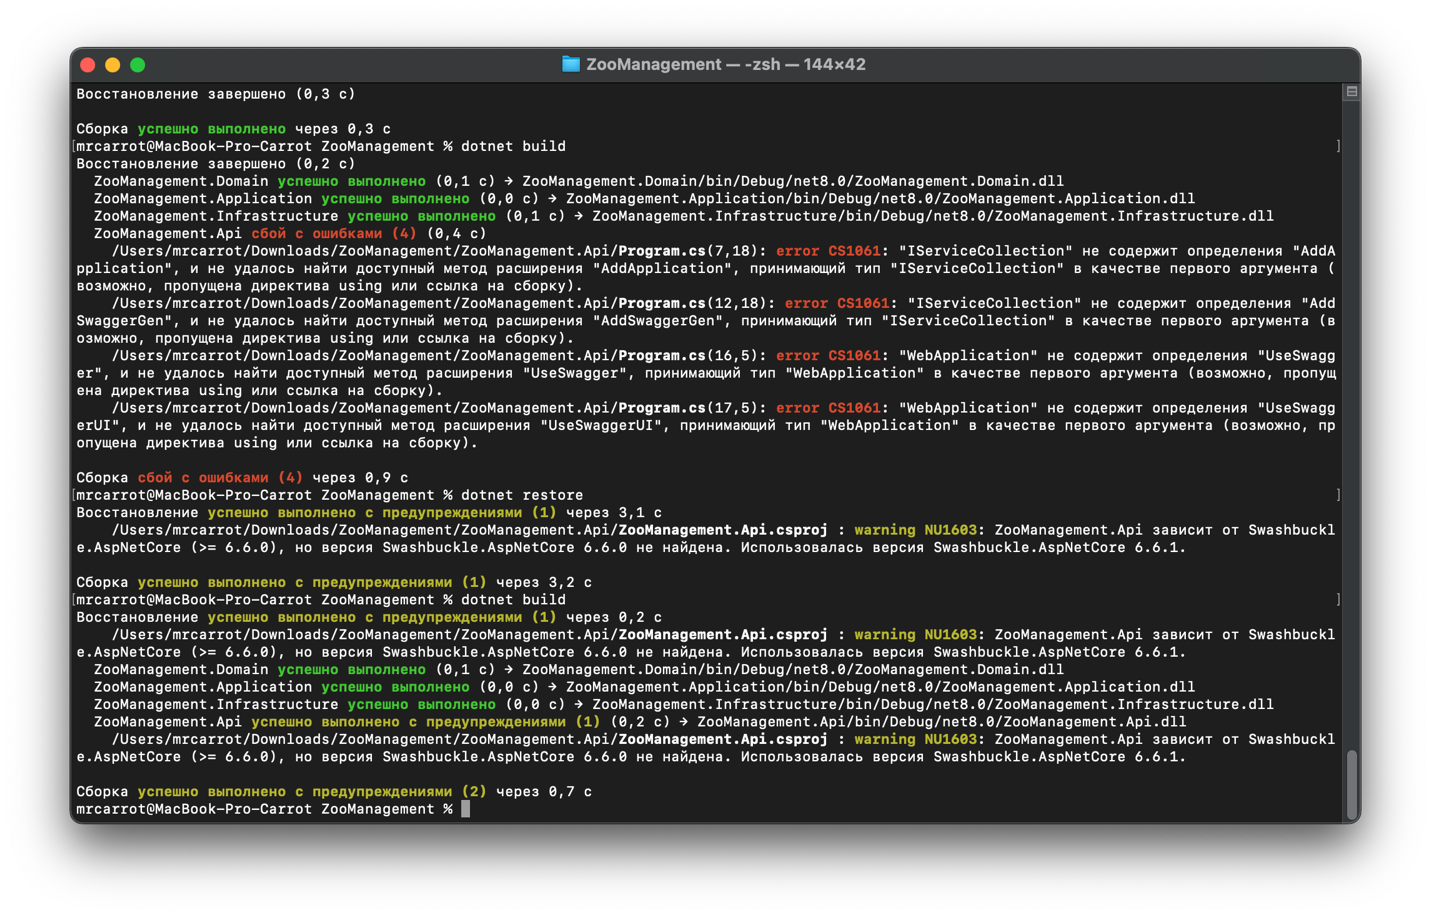 ZooManagement — -zsh — 144×42
Восстановление завершено (0,3 с)
Сборка успешно выполнено через 0,3 с
[mrcarrot@MacBook-Pro-Carrot ZooManagement % dotnet build ]
Восстановление завершено (0,2 с)
ZooManagement.Domain успешно выполнено (0,1 с) → ZooManagement.Domain/bin/Debug/net8.0/ZooManagement.Domain.dll
ZooManagement.Application успешно выполнено (0,0 с) → ZooManagement.Application/bin/Debug/net8.0/ZooManagement.Application.dll
ZooManagement.Infrastructure успешно выполнено (0,1 с) → ZooManagement.Infrastructure/bin/Debug/net8.0/ZooManagement.Infrastructure.dll
ZooManagement.Api сбой с ошибками (4) (0,4 с)
/Users/mrcarrot/Downloads/ZooManagement/ZooManagement.Api/Program.cs(7,18): error CS1061: "IServiceCollection" не содержит определения "AddA
pplication", и не удалось найти доступный метод расширения "AddApplication", принимающий тип "IServiceCollection" в качестве первого аргумента (
возможно, пропущена директива using или ссылка на сборку).
/Users/mrcarrot/Downloads/ZooManagement/ZooManagement.Api/Program.cs(12,18): error CS1061: "IServiceCollection" не содержит определения "Add
SwaggerGen", и не удалось найти доступный метод расширения "AddSwaggerGen", принимающий тип "IServiceCollection" в качестве первого аргумента (в
озможно, пропущена директива using или ссылка на сборку).
/Users/mrcarrot/Downloads/ZooManagement/ZooManagement.Api/Program.cs(16,5): error CS1061: "WebApplication" не содержит определения "UseSwagg
er", и не удалось найти доступный метод расширения "UseSwagger", принимающий тип "WebApplication" в качестве первого аргумента (возможно, пропущ
ена директива using или ссылка на сборку).
/Users/mrcarrot/Downloads/ZooManagement/ZooManagement.Api/Program.cs(17,5): error CS1061: "WebApplication" не содержит определения "UseSwagg
erUI", и не удалось найти доступный метод расширения "UseSwaggerUI", принимающий тип "WebApplication" в качестве первого аргумента (возможно, пр
опущена директива using или ссылка на сборку).
Сборка сбой с ошибками (4) через 0,9 с
[mrcarrot@MacBook-Pro-Carrot ZooManagement % dotnet restore ]
Восстановление успешно выполнено с предупреждениями (1) через 3,1 с
/Users/mrcarrot/Downloads/ZooManagement/ZooManagement.Api/ZooManagement.Api.csproj : warning NU1603: ZooManagement.Api зависит от Swashbuckl
e.AspNetCore (>= 6.6.0), но версия Swashbuckle.AspNetCore 6.6.0 не найдена. Использовалась версия Swashbuckle.AspNetCore 6.6.1.
Сборка успешно выполнено с предупреждениями (1) через 3,2 с
[mrcarrot@MacBook-Pro-Carrot ZooManagement % dotnet build ]
Восстановление успешно выполнено с предупреждениями (1) через 0,2 с
/Users/mrcarrot/Downloads/ZooManagement/ZooManagement.Api/ZooManagement.Api.csproj : warning NU1603: ZooManagement.Api зависит от Swashbuckl
e.AspNetCore (>= 6.6.0), но версия Swashbuckle.AspNetCore 6.6.0 не найдена. Использовалась версия Swashbuckle.AspNetCore 6.6.1.
ZooManagement.Domain успешно выполнено (0,1 с) → ZooManagement.Domain/bin/Debug/net8.0/ZooManagement.Domain.dll
ZooManagement.Application успешно выполнено (0,0 с) → ZooManagement.Application/bin/Debug/net8.0/ZooManagement.Application.dll
ZooManagement.Infrastructure успешно выполнено (0,0 с) → ZooManagement.Infrastructure/bin/Debug/net8.0/ZooManagement.Infrastructure.dll
ZooManagement.Api успешно выполнено с предупреждениями (1) (0,2 с) → ZooManagement.Api/bin/Debug/net8.0/ZooManagement.Api.dll
/Users/mrcarrot/Downloads/ZooManagement/ZooManagement.Api/ZooManagement.Api.csproj : warning NU1603: ZooManagement.Api зависит от Swashbuckl
e.AspNetCore (>= 6.6.0), но версия Swashbuckle.AspNetCore 6.6.0 не найдена. Использовалась версия Swashbuckle.AspNetCore 6.6.1.
Сборка успешно выполнено с предупреждениями (2) через 0,7 с
mrcarrot@MacBook-Pro-Carrot ZooManagement %